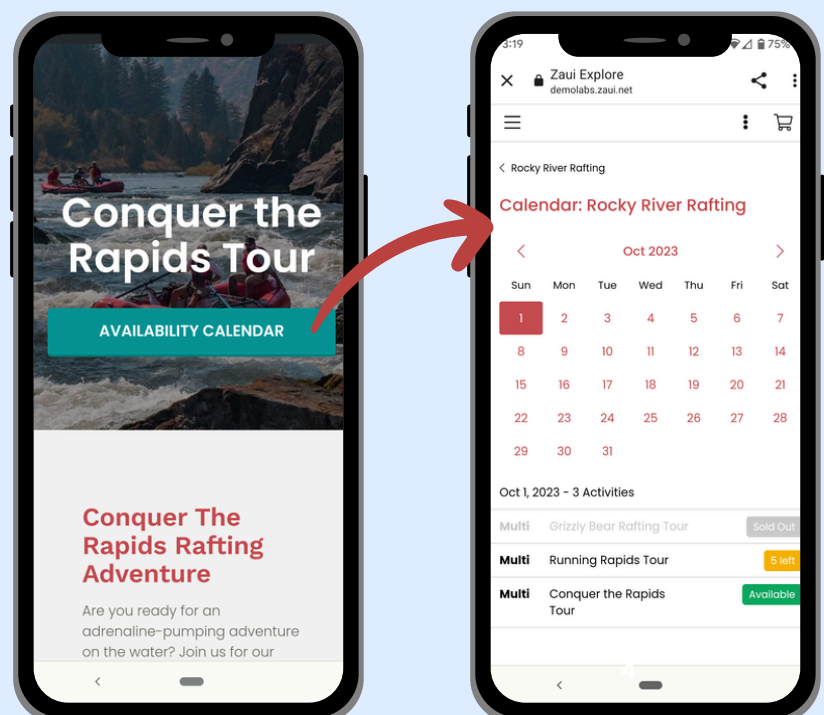 Conquer the
Rapids Tour
AVAILABILITY CALENDAR
Conquer The
Rapids Rafting
Adventure
Are you ready for an
adrenaline-pumping adventure
on the water? Join us for our
3:19 75%
Zaui Explore
demolabs.zaui.net
Rocky River Rafting
Calendar: Rocky River Rafting
Oct 2023
Sun Mon Tue Wed Thu Fri Sat
1 2 3 4 5 6 7
8 9 10 11 12 13 14
15 16 17 18 19 20 21
22 23 24 25 26 27 28
29 30 31
Oct 1, 2023 - 3 Activities
Multi Grizzly Bear Rafting Tour Sold Out
Multi Running Rapids Tour 5 left
Multi Conquer the Rapids Available
Tour